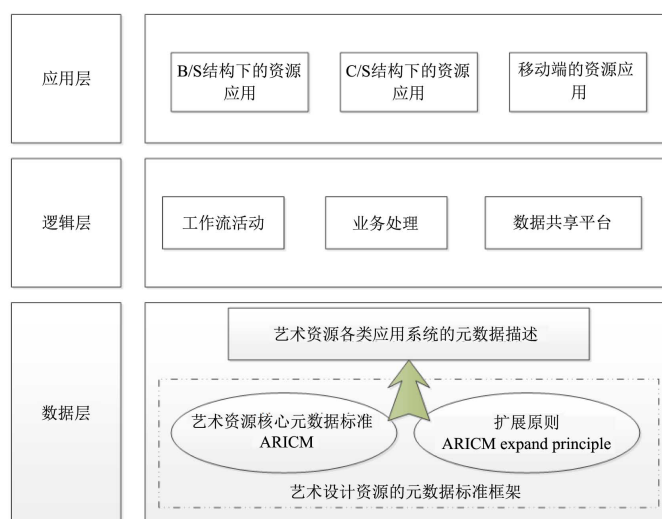 应用层
B/S结构下的资源
应用
C/S结构下的资源
应用
移动端的资源应
用
逻辑层
工作流活动
业务处理
数据共享平台
数据层
艺术资源各类应用系统的元数据描述
艺术资源核心元数据标准
ARICM
扩展原则
ARICM expand principle
艺术设计资源的元数据标准框架